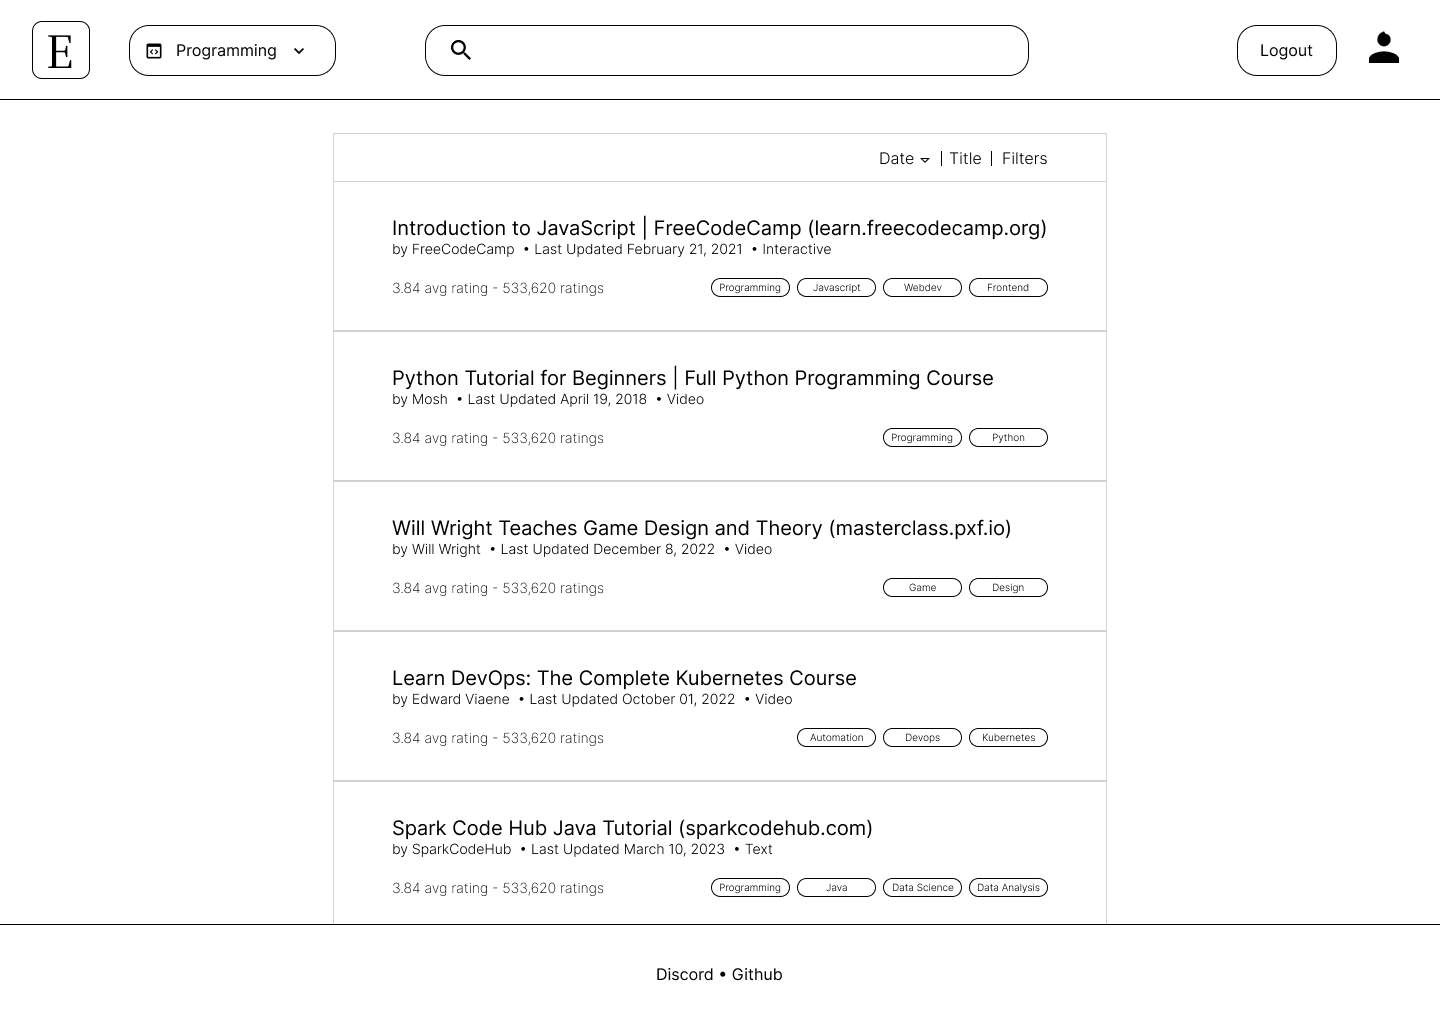 E
Programming
Logout
Date | Title | Filters
Introduction to JavaScript | FreeCodeCamp (learn.freecodecamp.org)
by FreeCodeCamp • Last Updated February 21, 2021 • Interactive
3.84 avg rating - 533,620 ratings
Programming Javascript Webdev Frontend
Python Tutorial for Beginners | Full Python Programming Course
by Mosh • Last Updated April 19, 2018 • Video
3.84 avg rating - 533,620 ratings
Programming Python
Will Wright Teaches Game Design and Theory (masterclass.pxf.io)
by Will Wright • Last Updated December 8, 2022 • Video
3.84 avg rating - 533,620 ratings
Game Design
Learn DevOps: The Complete Kubernetes Course
by Edward Viaene • Last Updated October 01, 2022 • Video
3.84 avg rating - 533,620 ratings
Automation Devops Kubernetes
Spark Code Hub Java Tutorial (sparkcodehub.com)
by SparkCodeHub • Last Updated March 10, 2023 • Text
3.84 avg rating - 533,620 ratings
Programming Java Data Science Data Analysis
Discord • Github